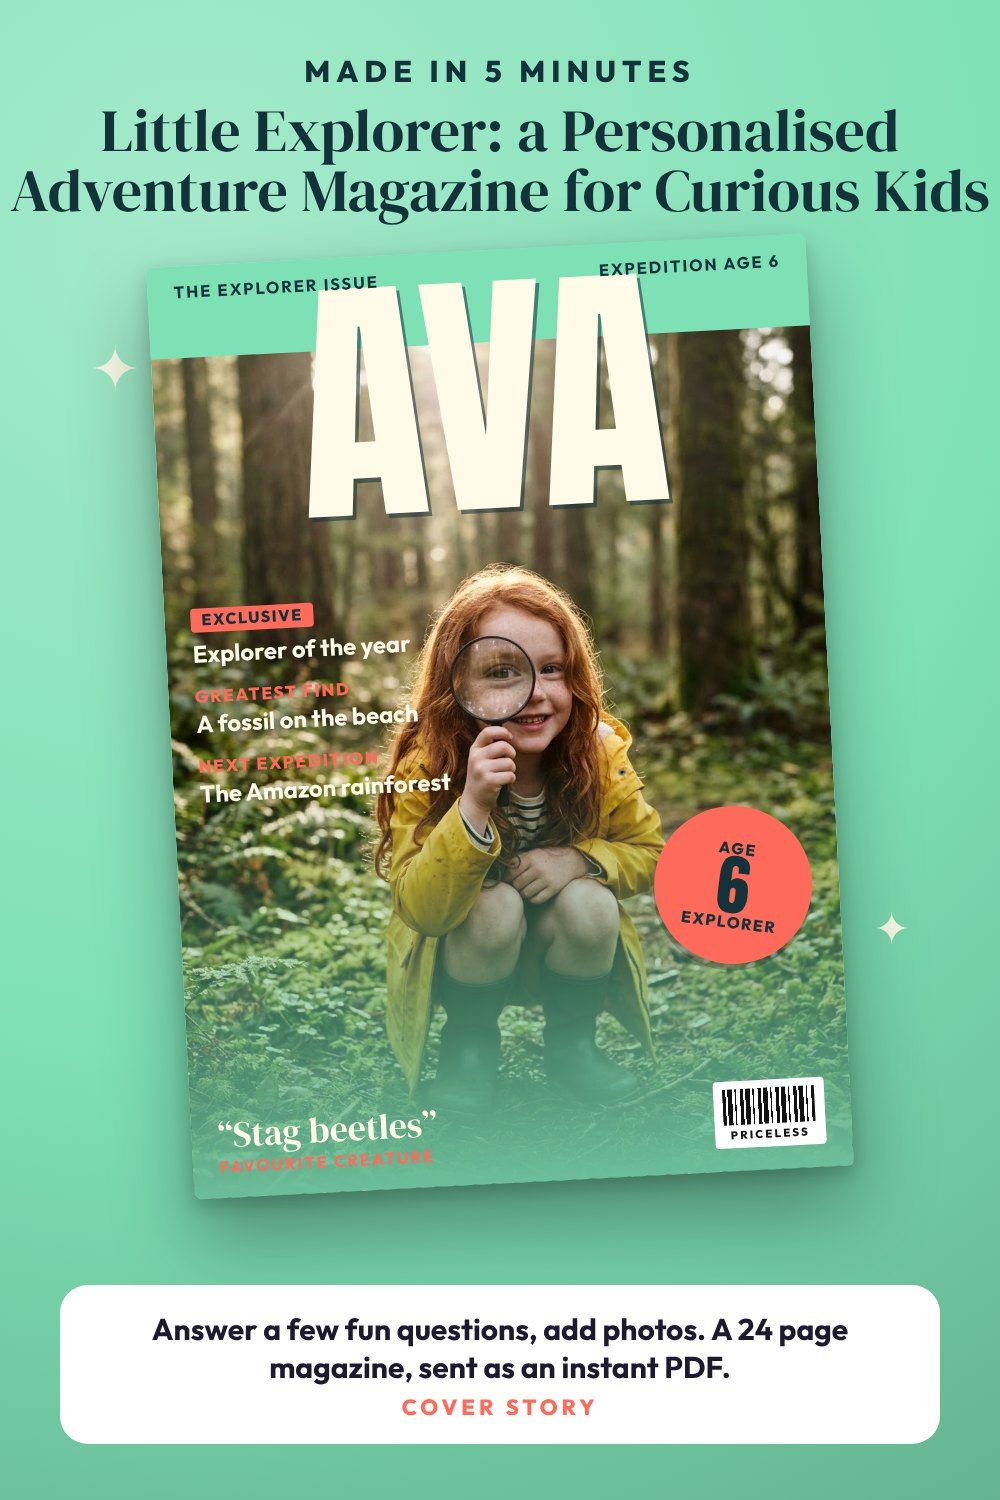 MADE IN 5 MINUTES
Little Explorer: a Personalised
Adventure Magazine for Curious Kids
THE EXPLORER ISSUE
EXPEDITION AGE 6
AVA
EXCLUSIVE
Explorer of the year
GREATEST FIND
A fossil on the beach
NEXT EXPEDITION
The Amazon rainforest
AGE
6
EXPLORER
“Stag beetles”
FAVOURITE CREATURE
PRICELESS
Answer a few fun questions, add photos. A 24 page
magazine, sent as an instant PDF.
COVER STORY